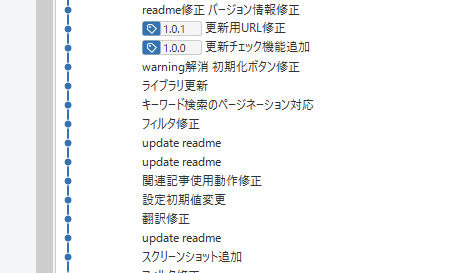 readme修正 バージョン情報修正
1.0.1 更新用URL修正
1.0.0 更新チェック機能追加
warning解消 初期化ボタン修正
ライブラリ更新
キーワード検索のページネーション対応
フィルタ修正
update readme
update readme
関連記事使用動作修正
設定初期値変更
翻訳修正
update readme
スクリーンショット追加
フィルタ修正